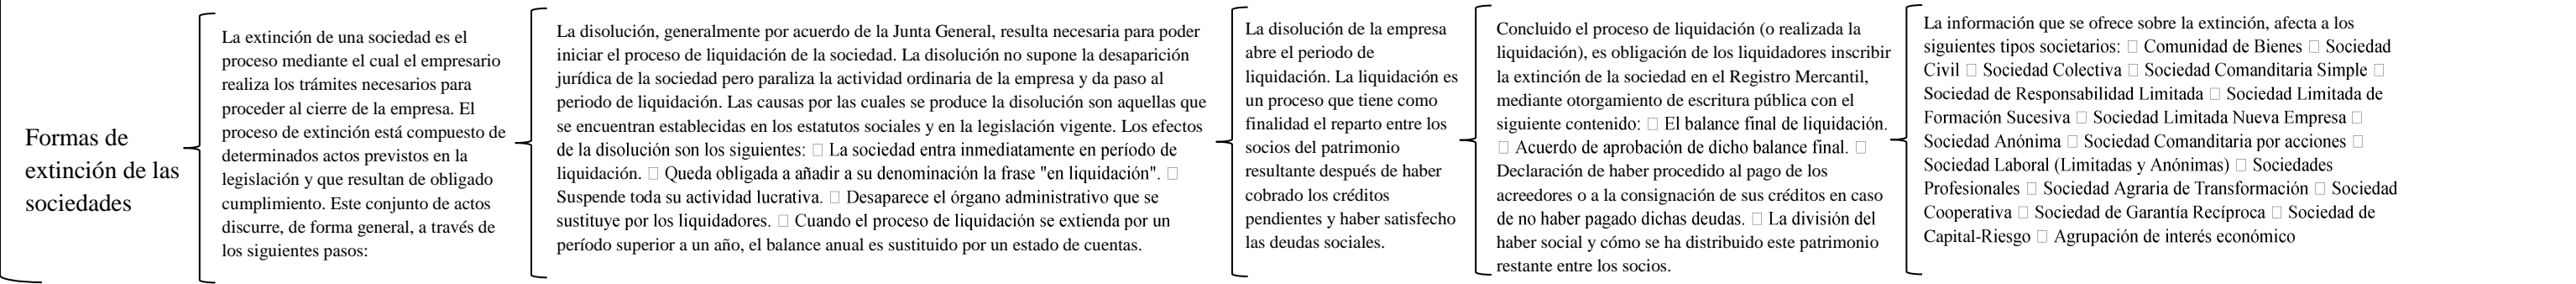 Formas de
extinción de las
sociedades
La extinción de una sociedad es el
proceso mediante el cual el empresario
realiza los trámites necesarios para
proceder al cierre de la empresa. El
proceso de extinción está compuesto de
determinados actos previstos en la
legislación y que resultan de obligado
cumplimiento. Este conjunto de actos
discurre, de forma general, a través de
los siguientes pasos:
La disolución, generalmente por acuerdo de la Junta General, resulta necesaria para poder
iniciar el proceso de liquidación de la sociedad. La disolución no supone la desaparición
jurídica de la sociedad pero paraliza la actividad ordinaria de la empresa y da paso al
periodo de liquidación. Las causas por las cuales se produce la disolución son aquellas que
se encuentran establecidas en los estatutos sociales y en la legislación vigente. Los efectos
de la disolución son los siguientes: □ La sociedad entra inmediatamente en período de
liquidación. □ Queda obligada a añadir a su denominación la frase "en liquidación". □
Suspende toda su actividad lucrativa. □ Desaparece el órgano administrativo que se
sustituye por los liquidadores. □ Cuando el proceso de liquidación se extienda por un
período superior a un año, el balance anual es sustituido por un estado de cuentas.
La disolución de la empresa
abre el periodo de
liquidación. La liquidación es
un proceso que tiene como
finalidad el reparto entre los
socios del patrimonio
resultante después de haber
cobrado los créditos
pendientes y haber satisfecho
las deudas sociales.
Concluido el proceso de liquidación (o realizada la
liquidación), es obligación de los liquidadores inscribir
la extinción de la sociedad en el Registro Mercantil,
mediante otorgamiento de escritura pública con el
siguiente contenido: □ El balance final de liquidación.
□ Acuerdo de aprobación de dicho balance final. □
Declaración de haber procedido al pago de los
acreedores o a la consignación de sus créditos en caso
de no haber pagado dichas deudas. □ La división del
haber social y cómo se ha distribuido este patrimonio
restante entre los socios.
La información que se ofrece sobre la extinción, afecta a los
siguientes tipos societarios: □ Comunidad de Bienes □ Sociedad
Civil □ Sociedad Colectiva □ Sociedad Comanditaria Simple □
Sociedad de Responsabilidad Limitada □ Sociedad Limitada de
Formación Sucesiva □ Sociedad Limitada Nueva Empresa □
Sociedad Anónima □ Sociedad Comanditaria por acciones □
Sociedad Laboral (Limitadas y Anónimas) □ Sociedades
Profesionales □ Sociedad Agraria de Transformación □ Sociedad
Cooperativa □ Sociedad de Garantía Recíproca □ Sociedad de
Capital-Riesgo □ Agrupación de interés económico